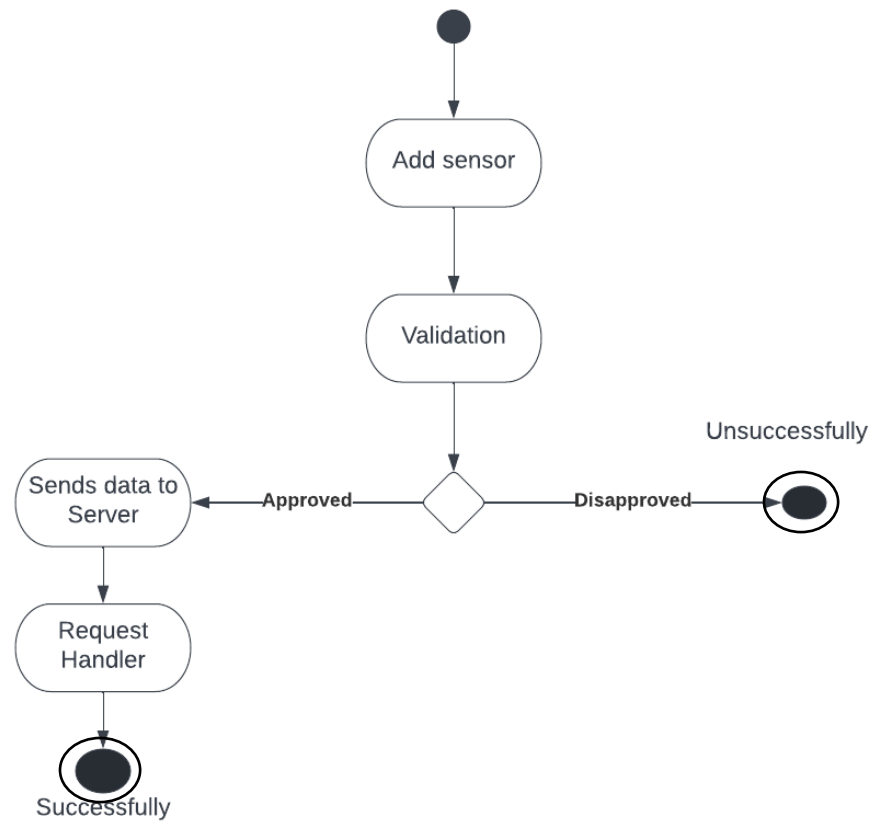 Add sensor
Validation
Unsuccessfully
Sends data to
Server
Approved
Disapproved
Request
Handler
Successfully